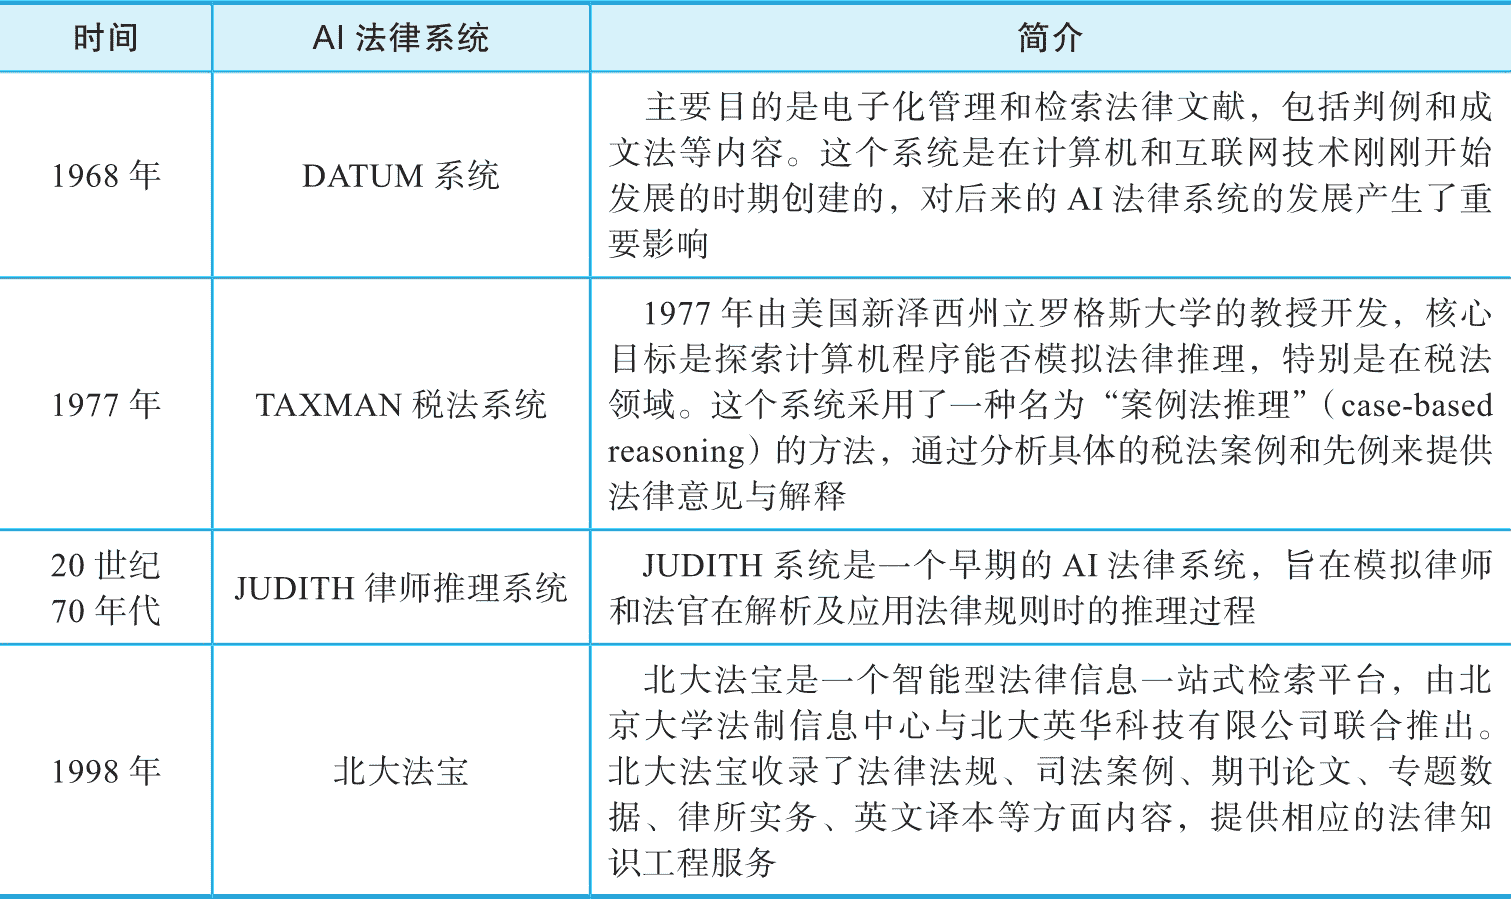 时间 AI 法律系统 简介
1968 年 DATUM 系统
主要目的是电子化管理和检索法律文献，包括判例和成
文法等内容。这个系统是在计算机和互联网技术刚刚开始
发展的时期创建的，对后来的 AI 法律系统的发展产生了重
要影响
1977 年 TAXMAN 税法系统
1977 年由美国新泽西州立罗格斯大学的教授开发，核心
目标是探索计算机程序能否模拟法律推理，特别是在税法
领域。这个系统采用了一种名为“案例法推理”（case-based
reasoning）的方法，通过分析具体的税法案例和先例来提供
法律意见与解释
20 世纪
70 年代
JUDITH 律师推理系统
JUDITH 系统是一个早期的 AI 法律系统，旨在模拟律师
和法官在解析及应用法律规则时的推理过程
1998 年 北大法宝
北大法宝是一个智能型法律信息一站式检索平台，由北
京大学法制信息中心与北大英华科技有限公司联合推出。
北大法宝收录了法律法规、司法案例、期刊论文、专题数
据、律所实务、英文译本等方面内容，提供相应的法律知
识工程服务